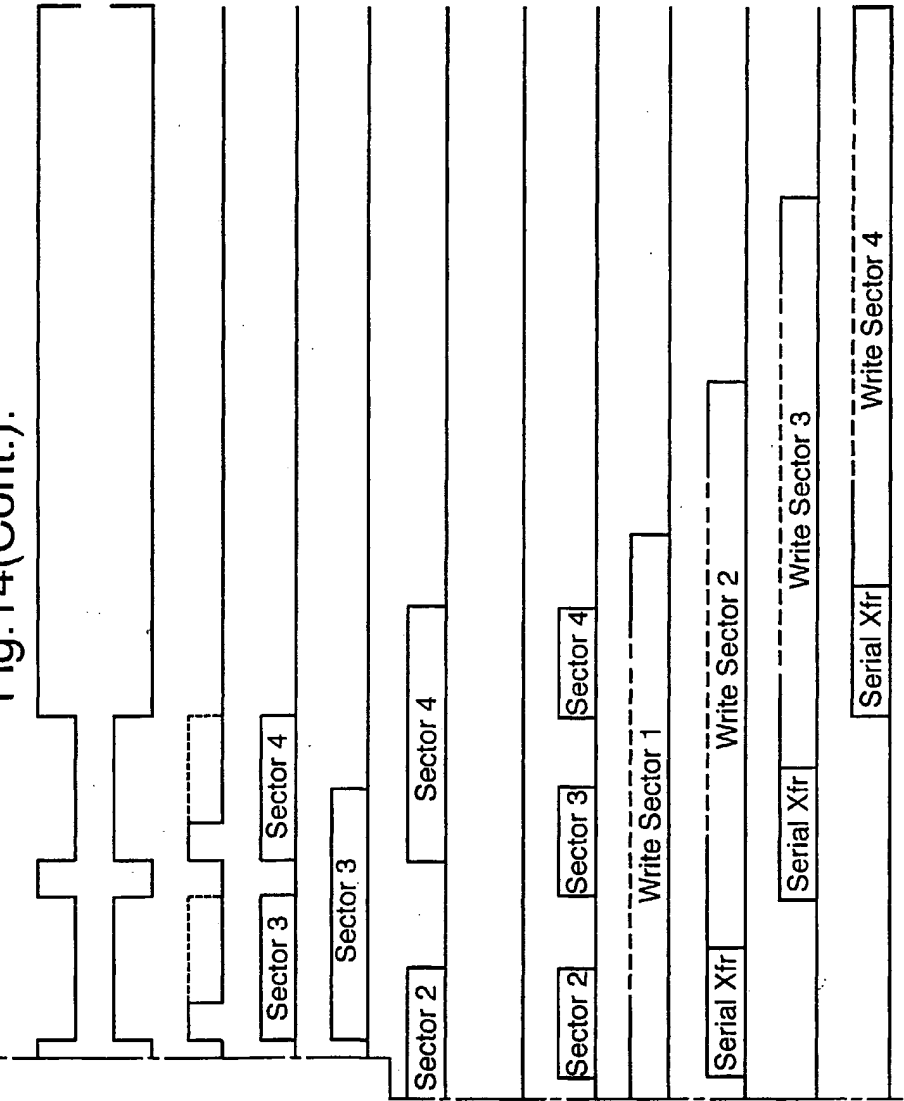 Fig.14(Cont.).
Sector 3
Sector 4
Sector 3
Sector 2
Sector 4
Sector 2
Sector 3
Sector 4
Write Sector 1
Serial Xfr
Write Sector 2
Serial Xfr
Write Sector 3
Serial Xfr
Write Sector 4